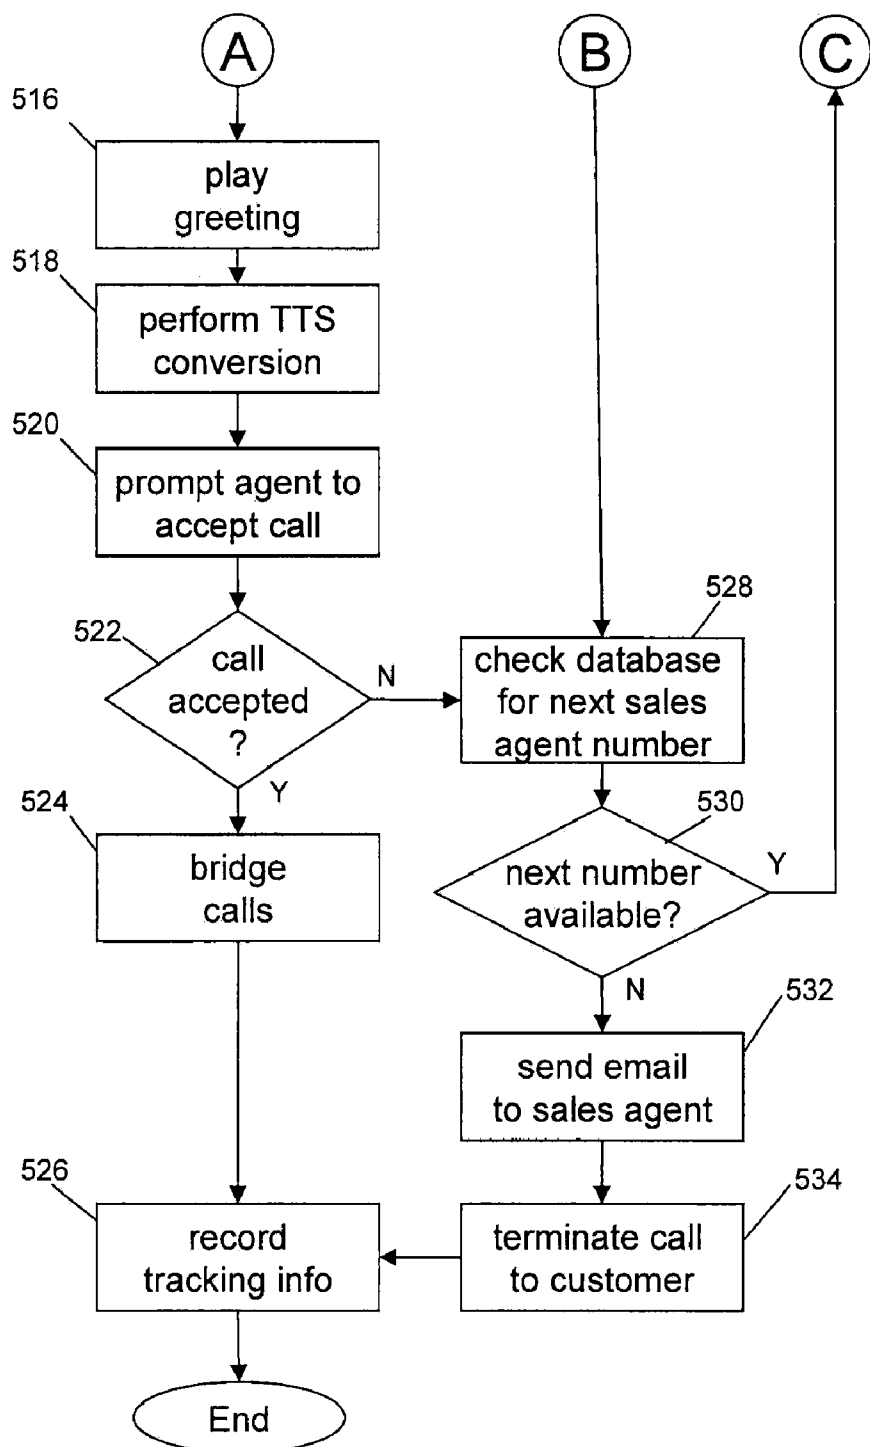 A
B
C
516
play
greeting
518
perform TTS
conversion
520
prompt agent to
accept call
522
call
accepted
?
N
Y
528
check database
for next sales
agent number
524
bridge
calls
530
next number
available?
Y
N
532
send email
to sales agent
526
record
tracking info
534
terminate call
to customer
End